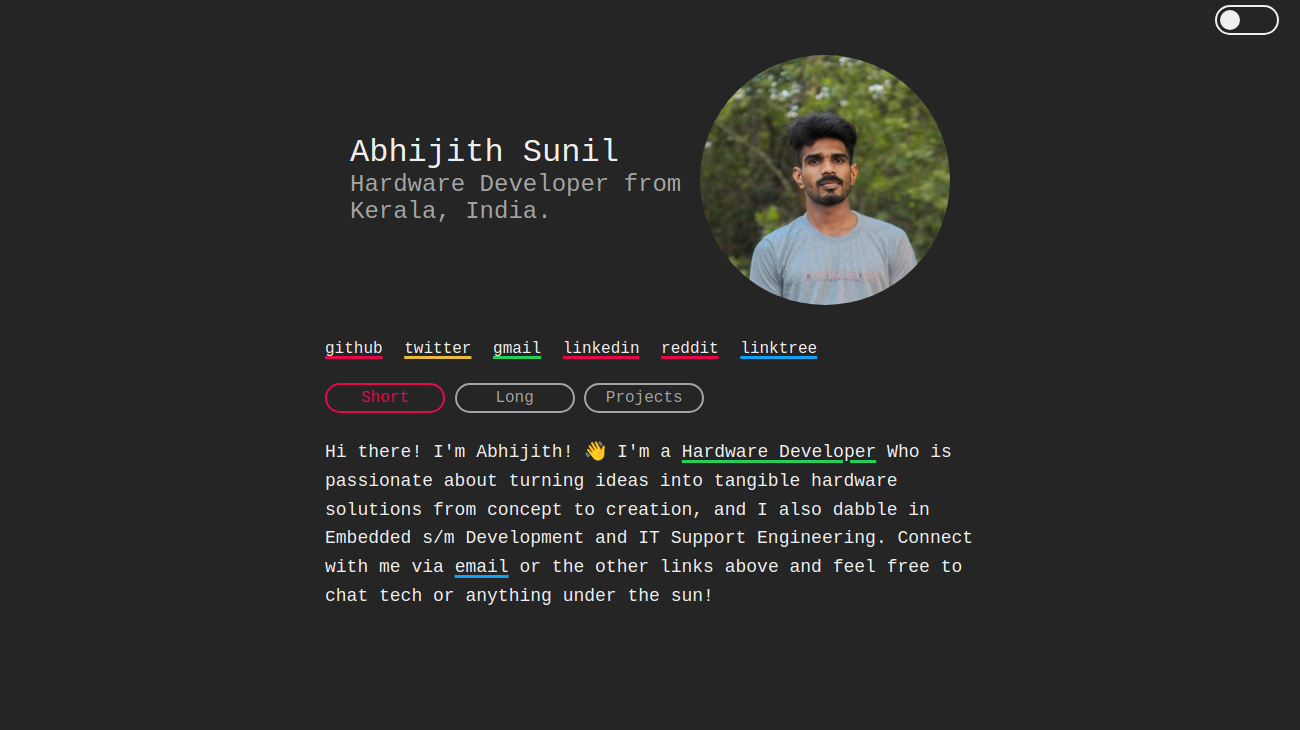 Abhijith Sunil
Hardware Developer from
Kerala, India.
github twitter gmail linkedin reddit linktree
Short Long Projects
Hi there! I'm Abhijith! 👋 I'm a Hardware Developer Who is
passionate about turning ideas into tangible hardware
solutions from concept to creation, and I also dabble in
Embedded s/m Development and IT Support Engineering. Connect
with me via email or the other links above and feel free to
chat tech or anything under the sun!